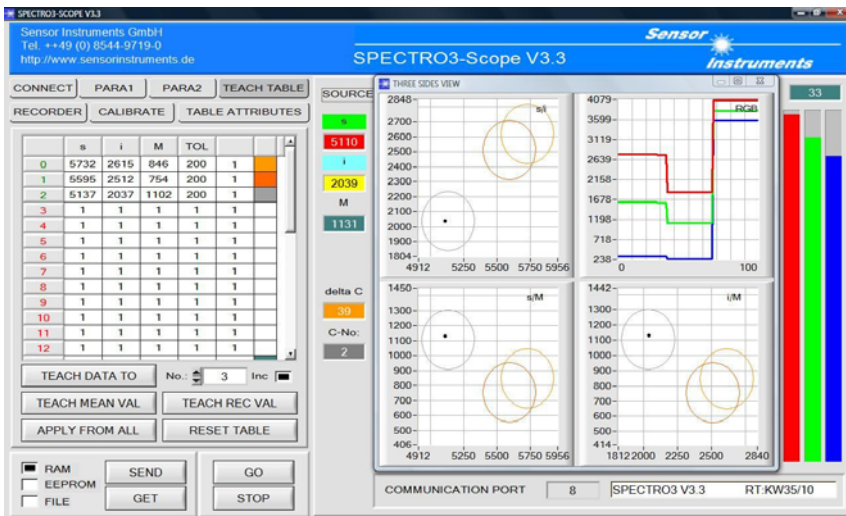 SPECTRO3-SCOPE V3.3
Sensor Instruments GmbH
Tel. ++49 (0) 8544-9719-0
http://www.sensorinstruments.de
SPECTRO3-Scope V3.3
Sensor
Instruments
CONNECT PARA1 PARA2 TEACH TABLE
RECORDER CALIBRATE TABLE ATTRIBUTES
s i M TOL
0 5732 2615 846 200 1
1 5595 2512 754 200 1
2 5137 2037 1102 200 1
3 1 1 1 1 1
4 1 1 1 1 1
5 1 1 1 1 1
6 1 1 1 1 1
7 1 1 1 1 1
8 1 1 1 1 1
9 1 1 1 1 1
10 1 1 1 1 1
11 1 1 1 1 1
12 1 1 1 1 1
TEACH DATA TO No.: 3 Inc
TEACH MEAN VAL TEACH REC VAL
APPLY FROM ALL RESET TABLE
RAM
EEPROM
FILE
SEND GO
GET STOP
SOURCE
s
5110
i
2039
M
1131
delta C
39
C-No:
2
THREE SIDES VIEW
s/i
2848
2700
2600
2500
2400
2300
2200
2100
2000
1900
1804
4912 5250 5500 5750 5956
RGB
4079
3599
3119
2639
2158
1678
1198
718
238
0 100
s/M
1450
1300
1200
1100
1000
900
800
700
600
500
406
4912 5250 5500 5750 5956
i/M
1442
1300
1200
1100
1000
900
800
700
600
500
414
1812 2000 2250 2500 2840
33
COMMUNICATION PORT 8 SPECTRO3 V3.3 RT:KW35/10